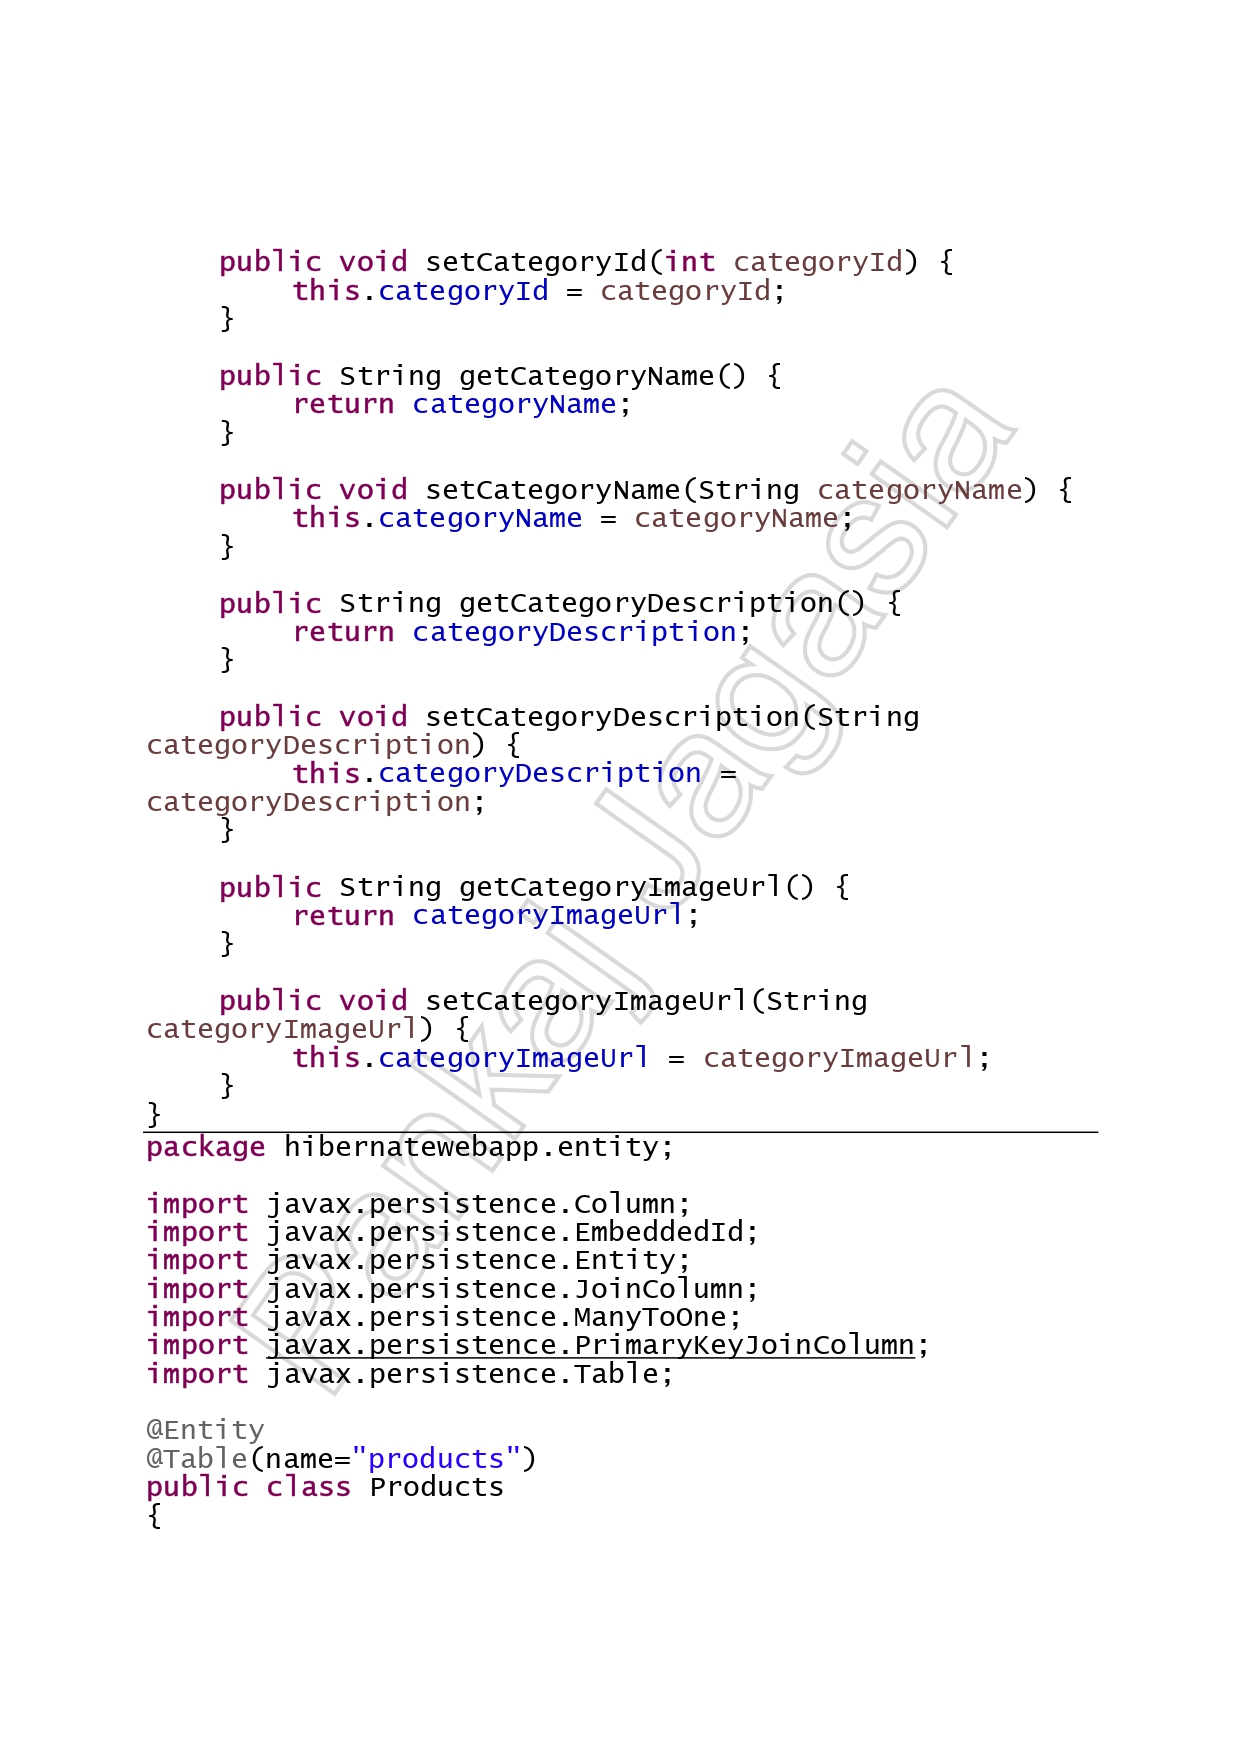 public void setCategoryId(int categoryId) {
this.categoryId = categoryId;
}
public String getCategoryName() {
return categoryName;
}
public void setCategoryName(String categoryName) {
this.categoryName = categoryName;
}
public String getCategoryDescription() {
return categoryDescription;
}
public void setCategoryDescription(String
categoryDescription) {
this.categoryDescription =
categoryDescription;
}
public String getCategoryImageUrl() {
return categoryImageUrl;
}
public void setCategoryImageUrl(String
categoryImageUrl) {
this.categoryImageUrl = categoryImageUrl;
}
}
package hibernatewebapp.entity;
import javax.persistence.Column;
import javax.persistence.EmbeddedId;
import javax.persistence.Entity;
import javax.persistence.JoinColumn;
import javax.persistence.ManyToOne;
import javax.persistence.PrimaryKeyJoinColumn;
import javax.persistence.Table;
@Entity
@Table(name="products")
public class Products
{
Pankaj Jagasia